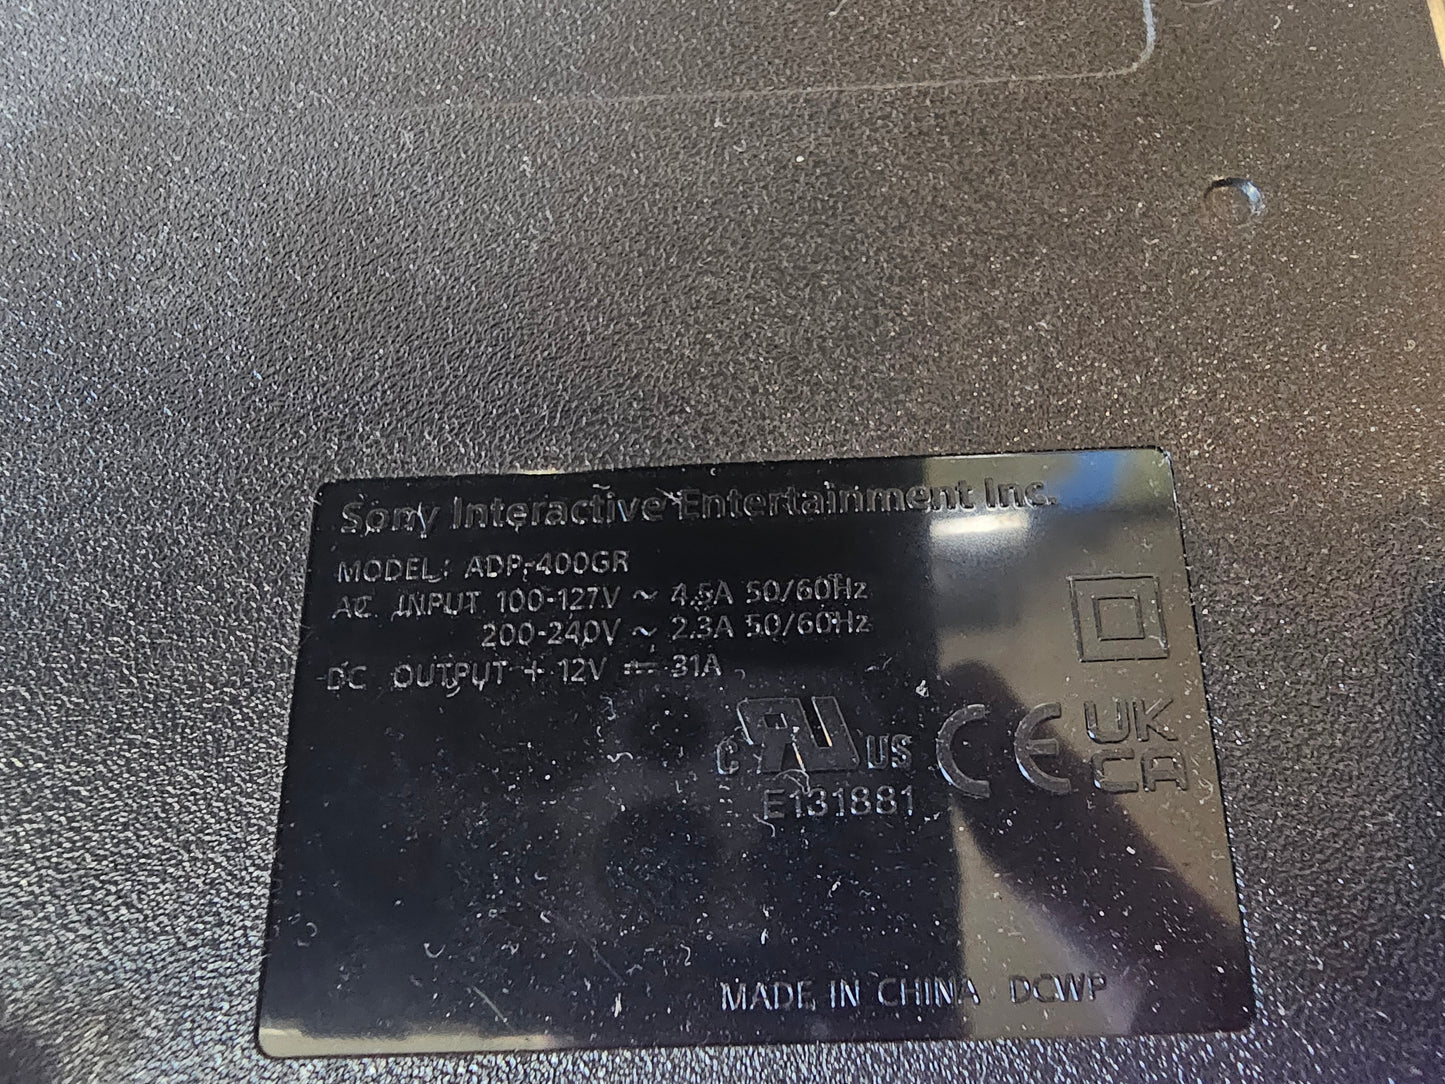 Sony Interactive Entertainment Inc.
MODEL: ADP-400GR
AC INPUT 100-127V ~ 4.5A 50/60Hz
200-240V ~ 2.3A 50/60Hz
DC OUTPUT + 12V ⎓ 31A
C UR US CE UK
CA
E131881
MADE IN CHINA DCWP